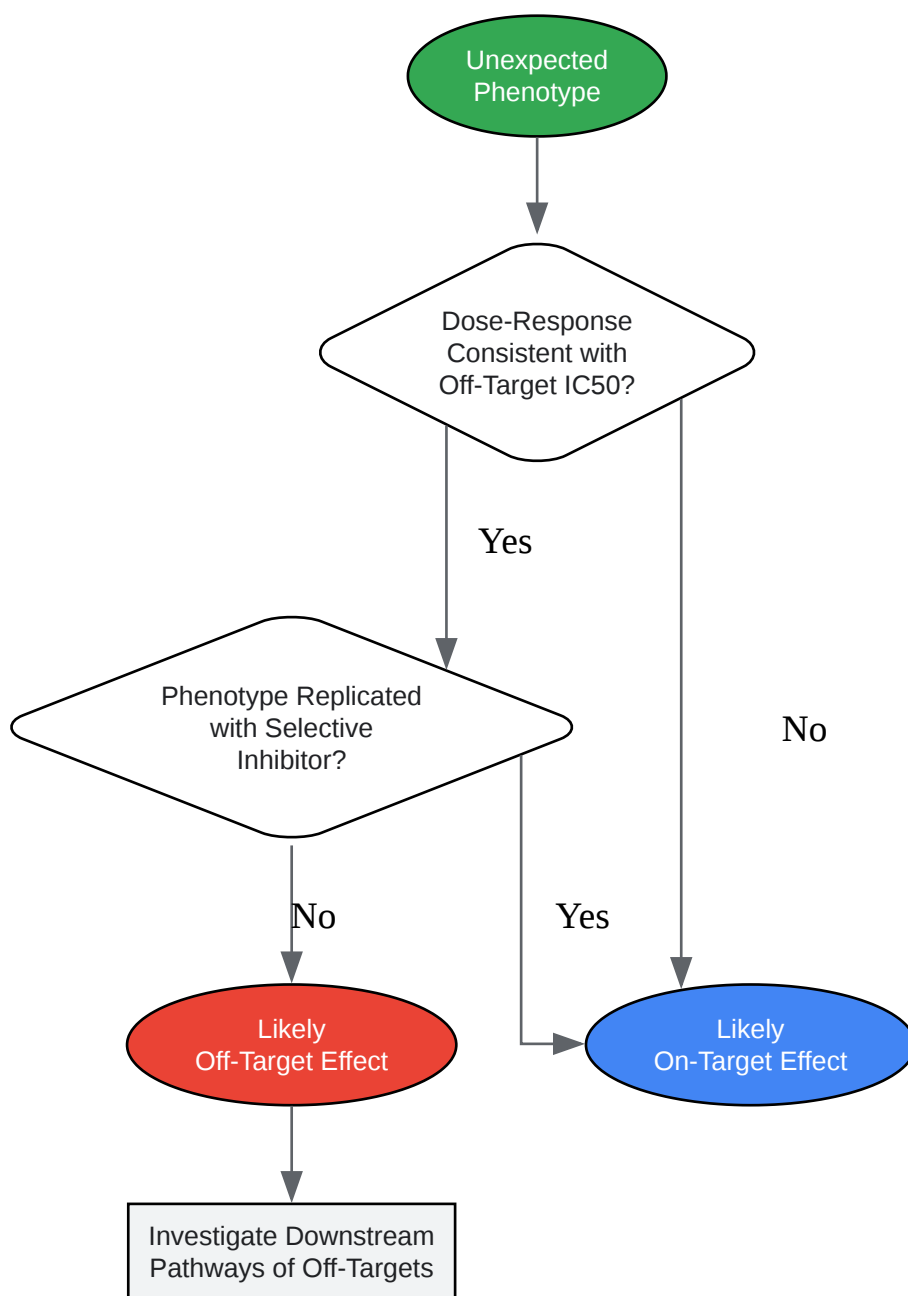 Unexpected
Phenotype
Dose-Response
Consistent with
Off-Target IC50?
Yes
No
Phenotype Replicated
with Selective
Inhibitor?
No
Yes
Likely
Off-Target Effect
Likely
On-Target Effect
Investigate Downstream
Pathways of Off-Targets